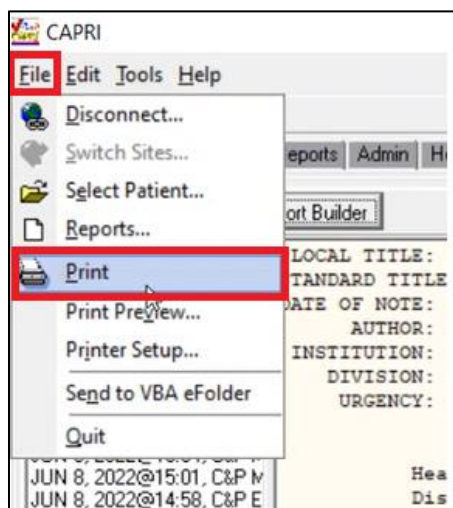 CAPRI
File Edit Tools Help
Disconnect...
Switch Sites...
eports Admin H
Select Patient...
ort Builder
Reports...
LOCAL TITLE:
Print
TANDARD TITLE
DATE OF NOTE:
Print Preview...
AUTHOR:
Printer Setup...
INSTITUTION:
DIVISION:
Send to VBA eFolder
URGENCY:
Quit
JUN 8, 2022@15:01, C&P M
Hea
JUN 8, 2022@14:58, C&P E
Dis